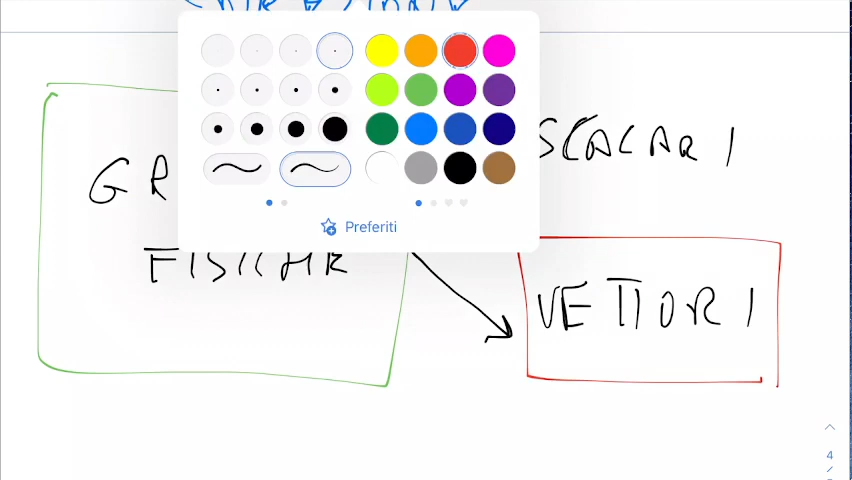 SCALARI
GR
Preferiti
FISICHE
VETTORI
4
/